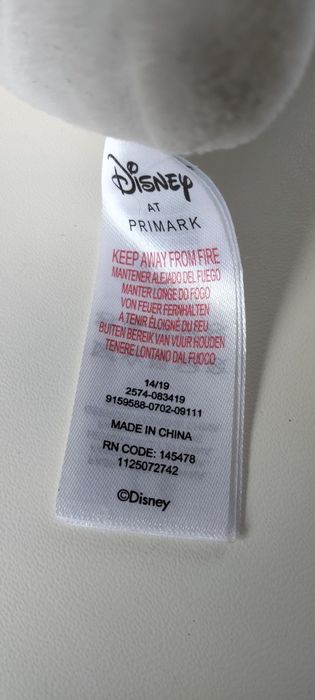 Disney
AT
PRIMARK
KEEP AWAY FROM FIRE
MANTENER ALEJADO DEL FUEGO
MANTER LONGE DO FOGO
VON FEUER FERNHALTEN
A TENIR ÉLOIGNÉ DU FEU
BUITEN BEREIK VAN VUUR HOUDEN
TENERE LONTANO DAL FUOCO
14/19
2574-083419
9159588-0702-09111
MADE IN CHINA
RN CODE: 145478
1125072742
©Disney